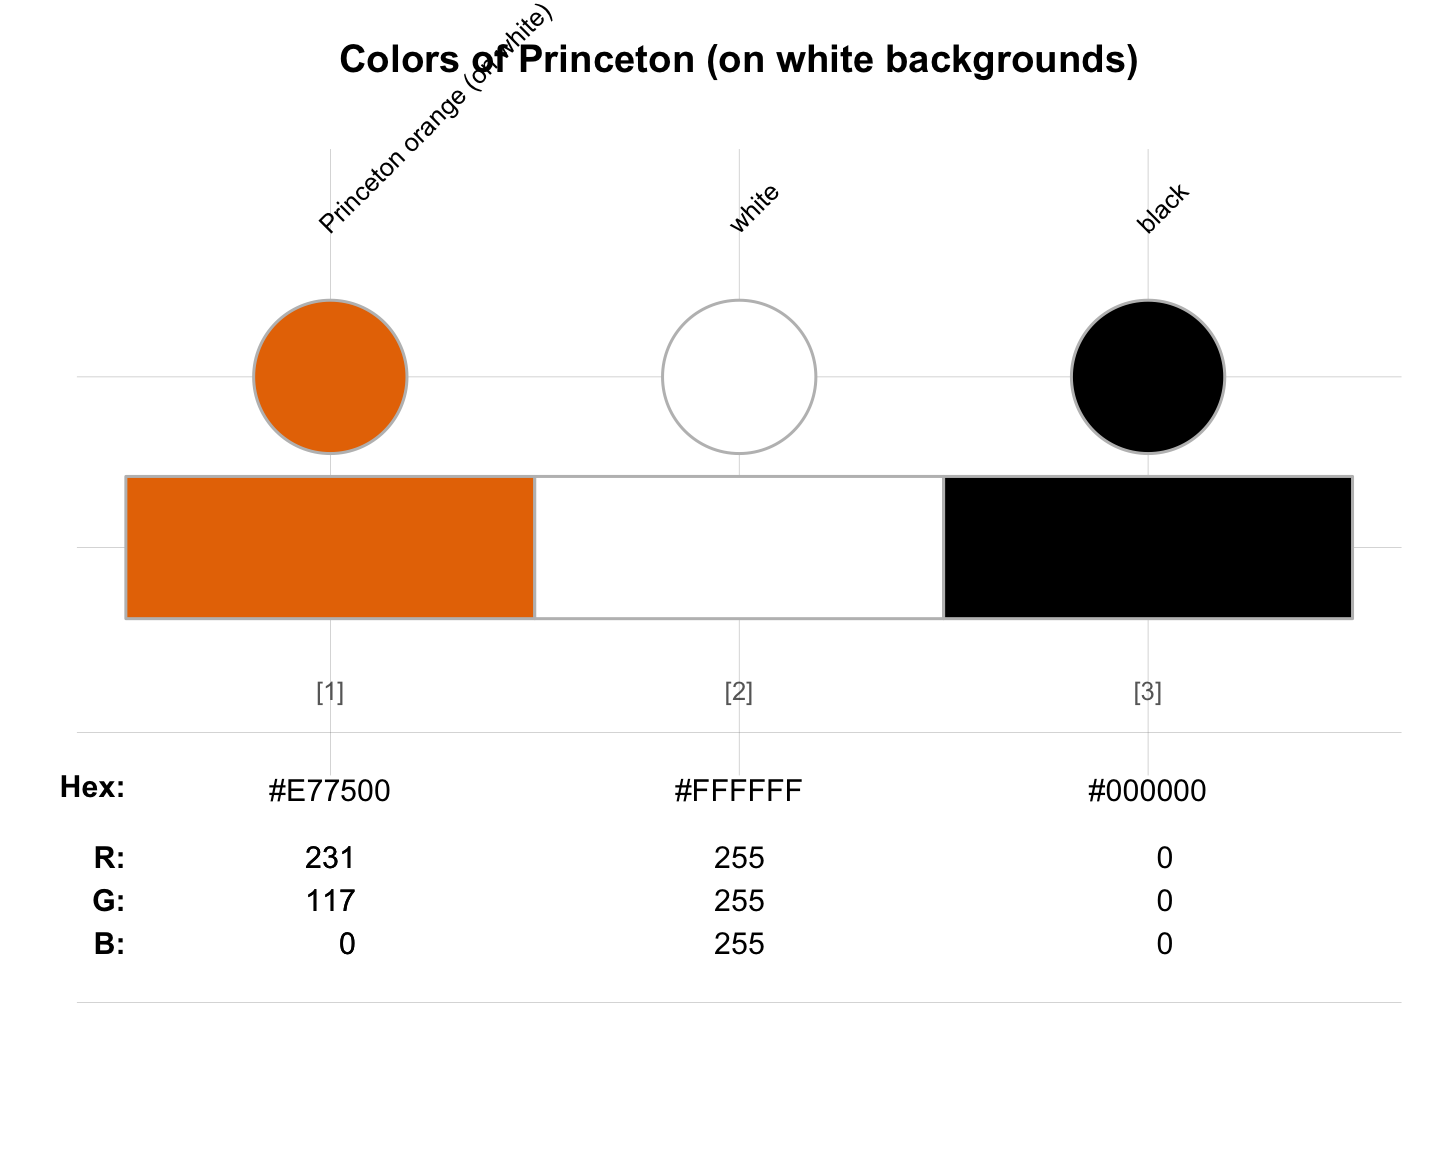 Colors of Princeton (on white backgrounds)
Princeton orange (on white)
white
black
[1] [2] [3]
Hex: #E77500 #FFFFFF #000000
R: 231 255 0
G: 117 255 0
B: 0 255 0